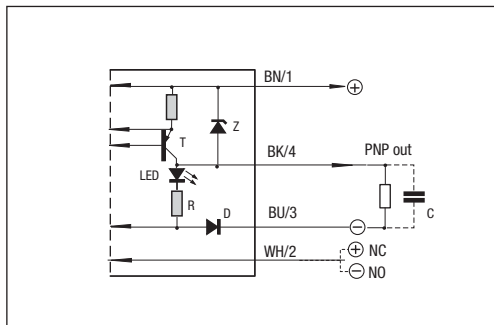 BN/1
+
Z
T
BK/4
PNP out
LED
R
D
BU/3
−
C
WH/2
+ NC
− NO